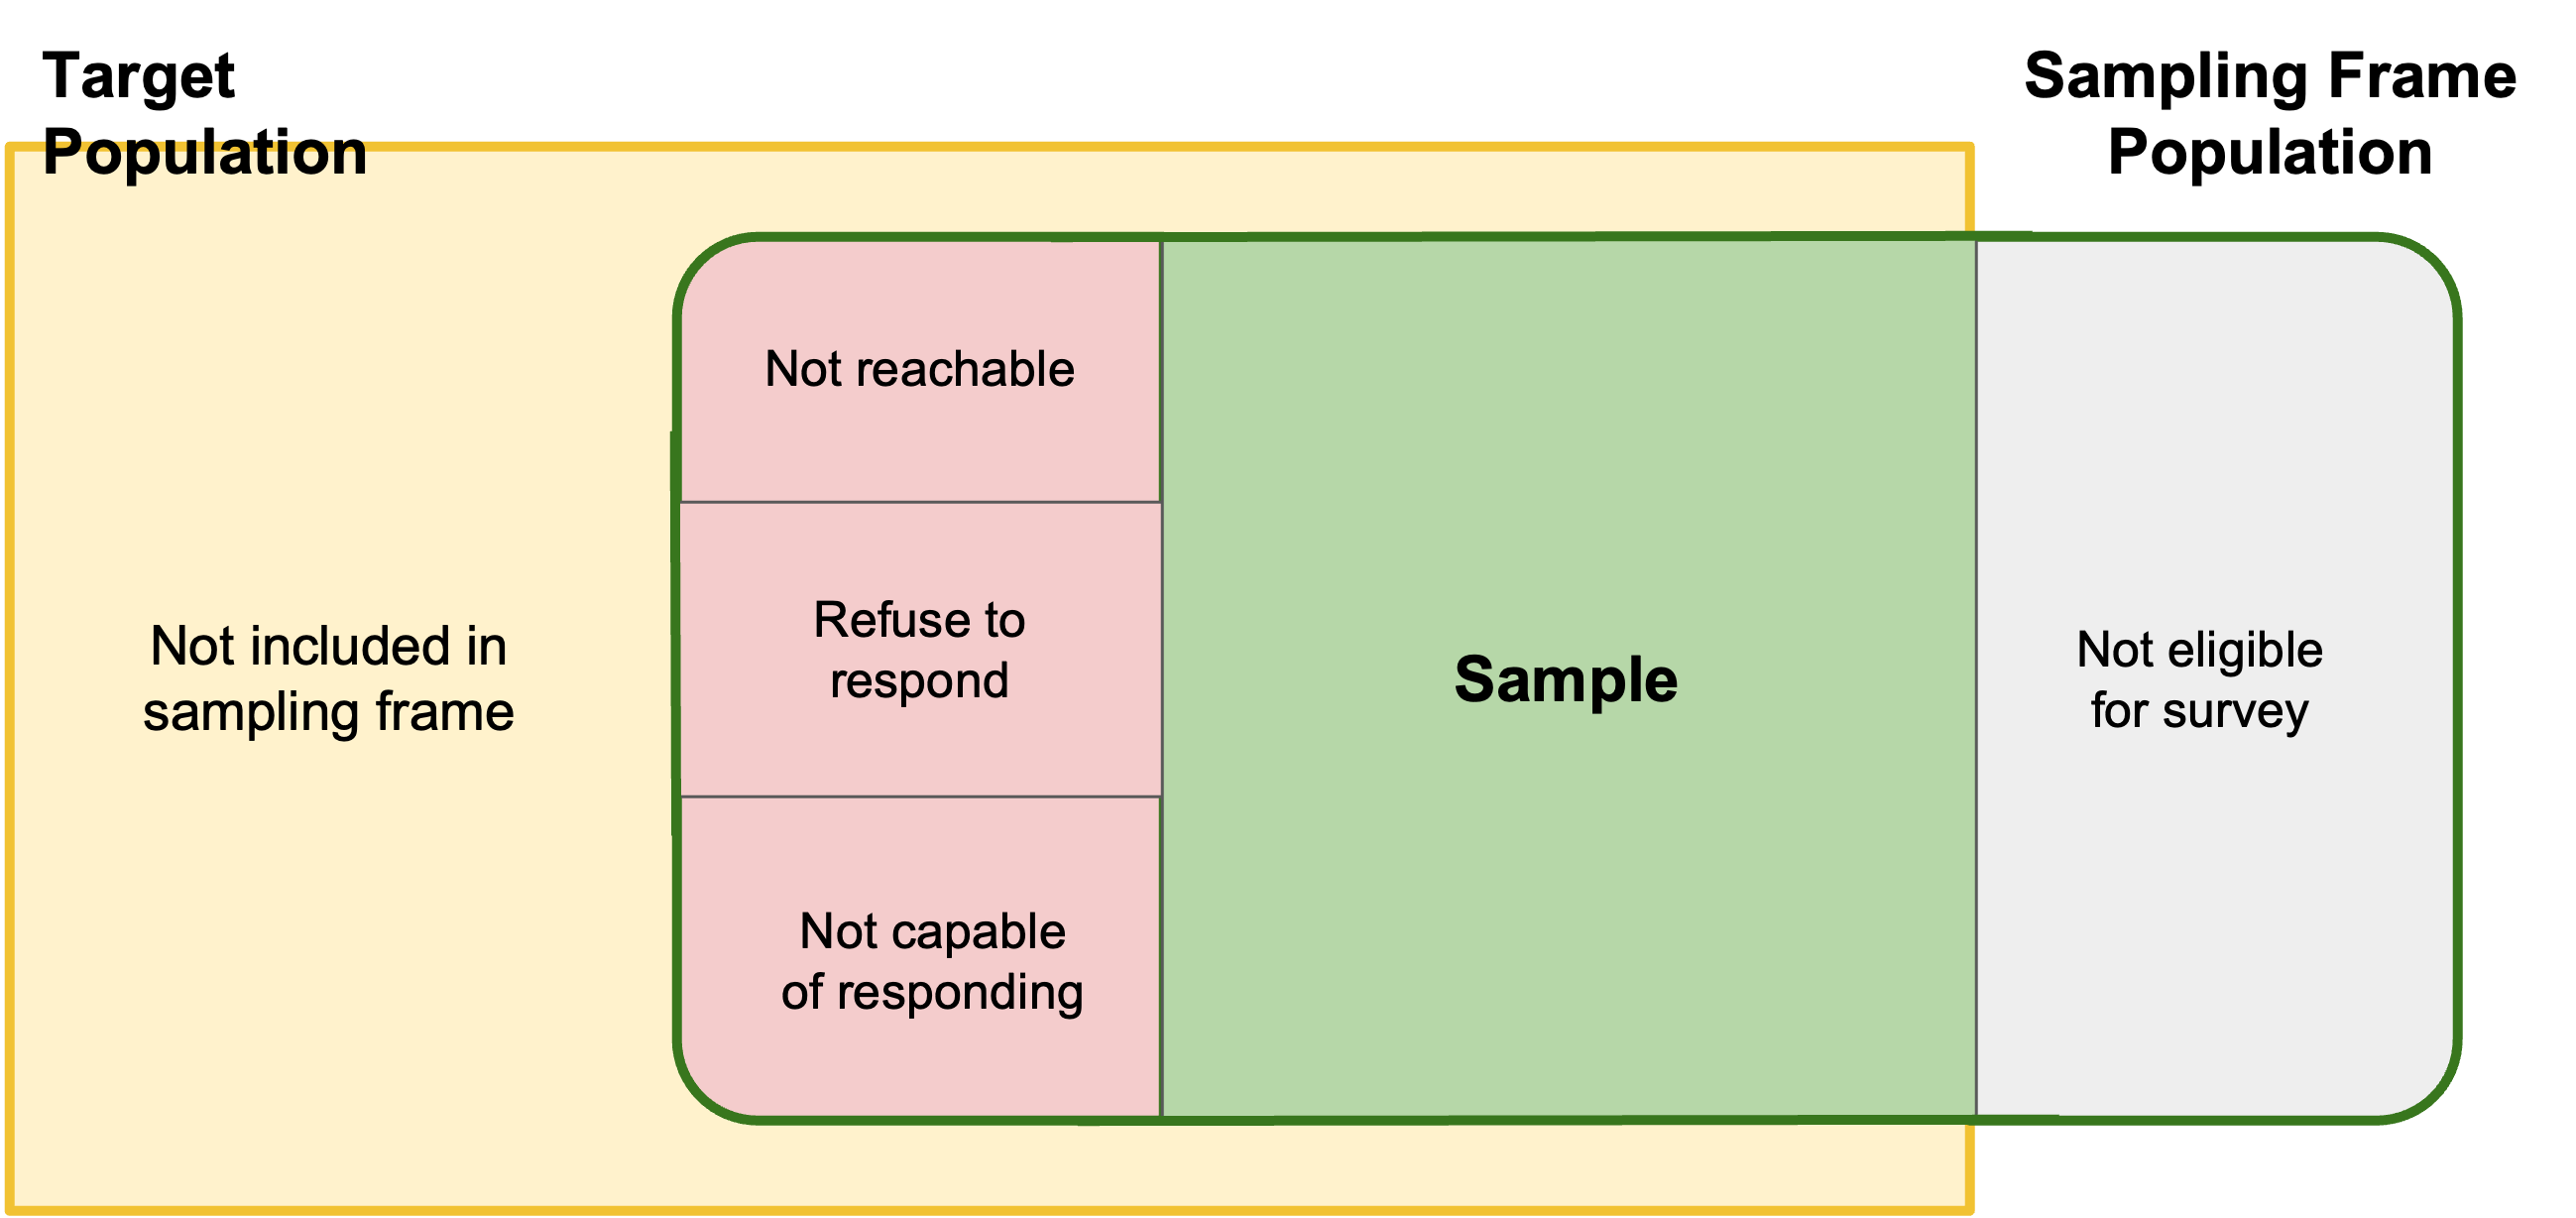 Target
Population
Sampling Frame
Population
Not included in
sampling frame
Not reachable
Refuse to
respond
Not capable
of responding
Sample
Not eligible
for survey